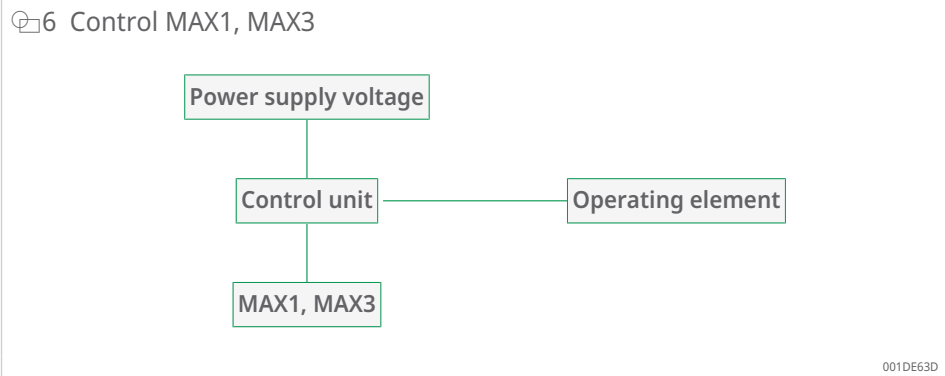 6 Control MAX1, MAX3
Power supply voltage
Control unit
Operating element
MAX1, MAX3
001DE63D